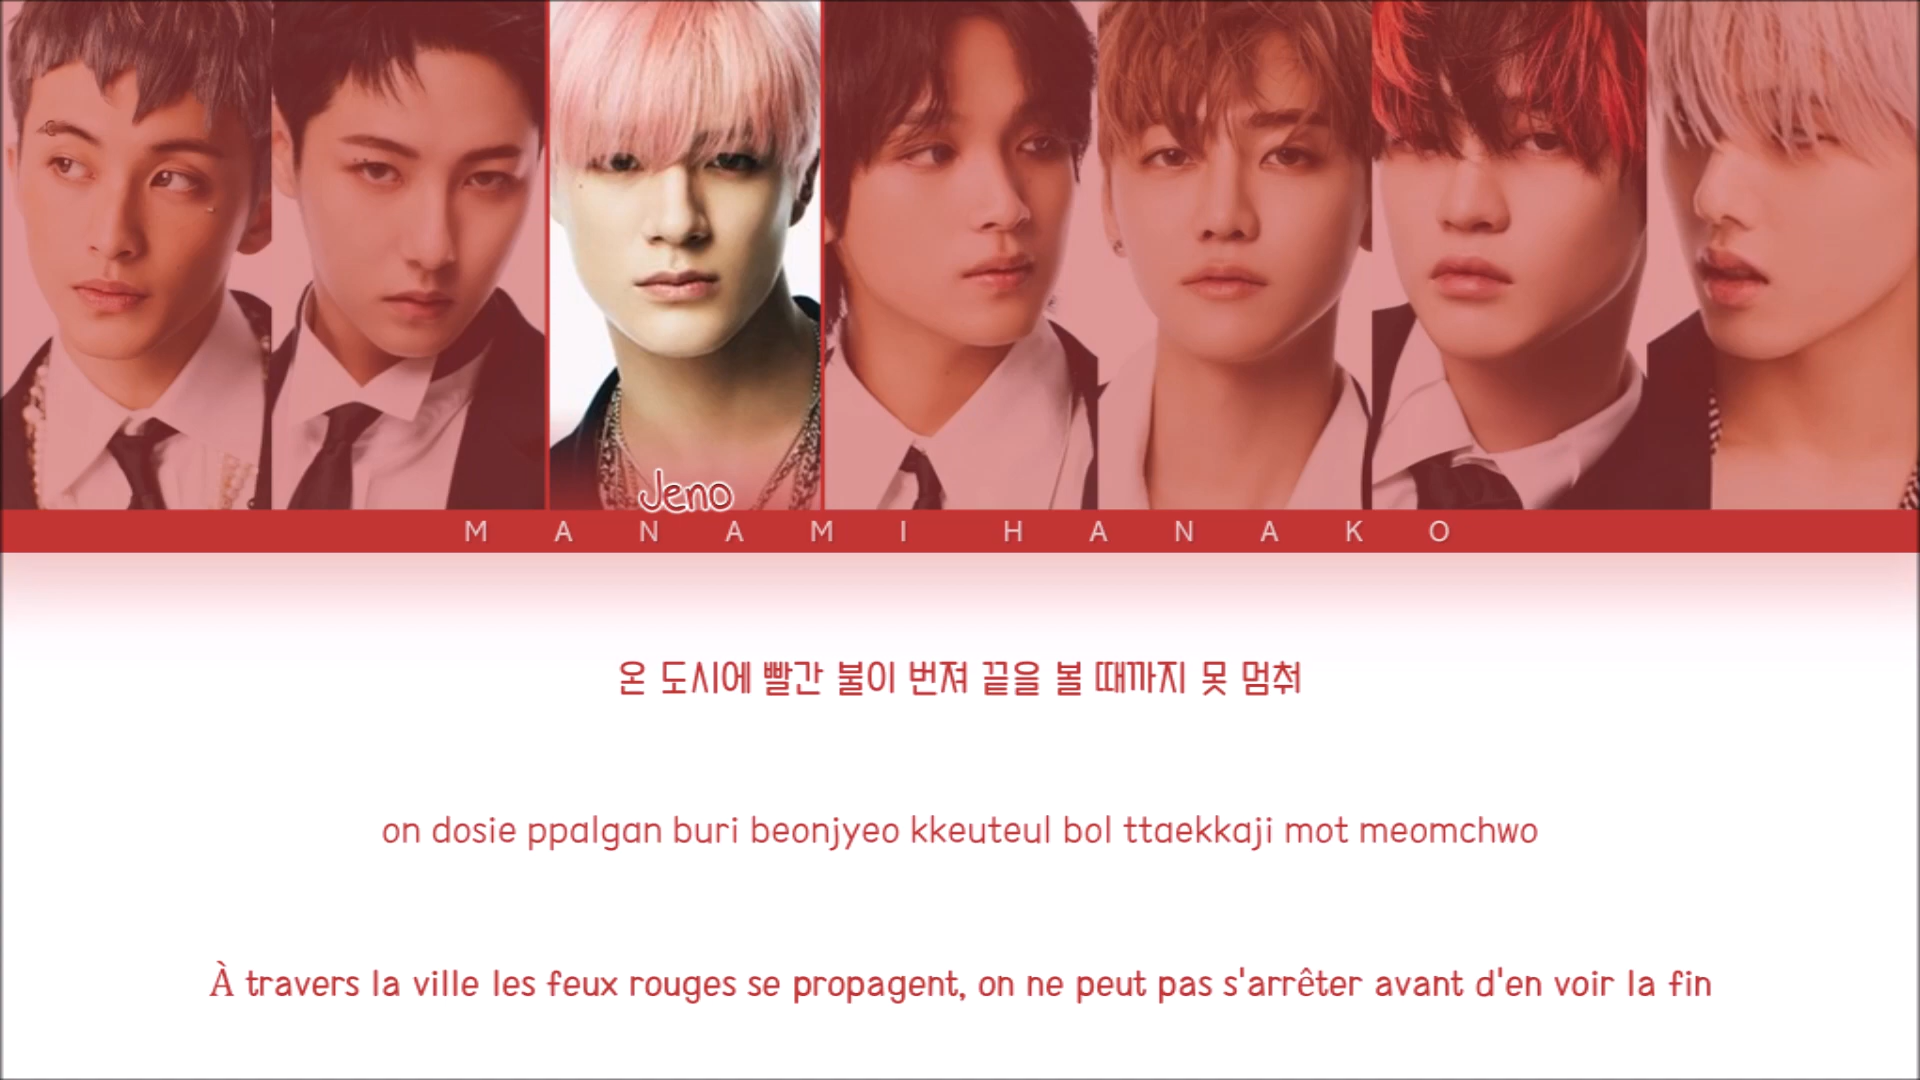 Jeno
MANAMI HANAKO
온 도시에 빨간 불이 번져 끝을 볼 때까지 못 멈춰
on dosie ppalgan buri beonjyeo kkeuteul bol ttaekkaji mot meomchwo
À travers la ville les feux rouges se propagent, on ne peut pas s'arrêter avant d'en voir la fin